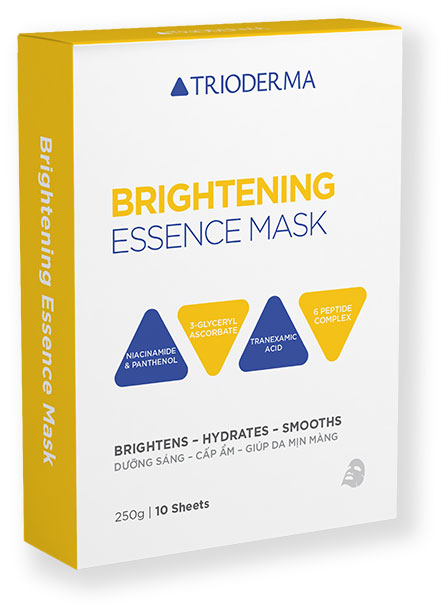 TRIODERMA
BRIGHTENING
ESSENCE MASK
NIACINAMIDE
& PANTHENOL
3-GLYCERYL
ASCORBATE
TRANEXAMIC
ACID
6 PEPTIDE
COMPLEX
BRIGHTENS – HYDRATES – SMOOTHS
DƯỠNG SÁNG – CẤP ẨM – GIÚP DA MỊN MÀNG
250g | 10 Sheets
Brightening Essence Mask